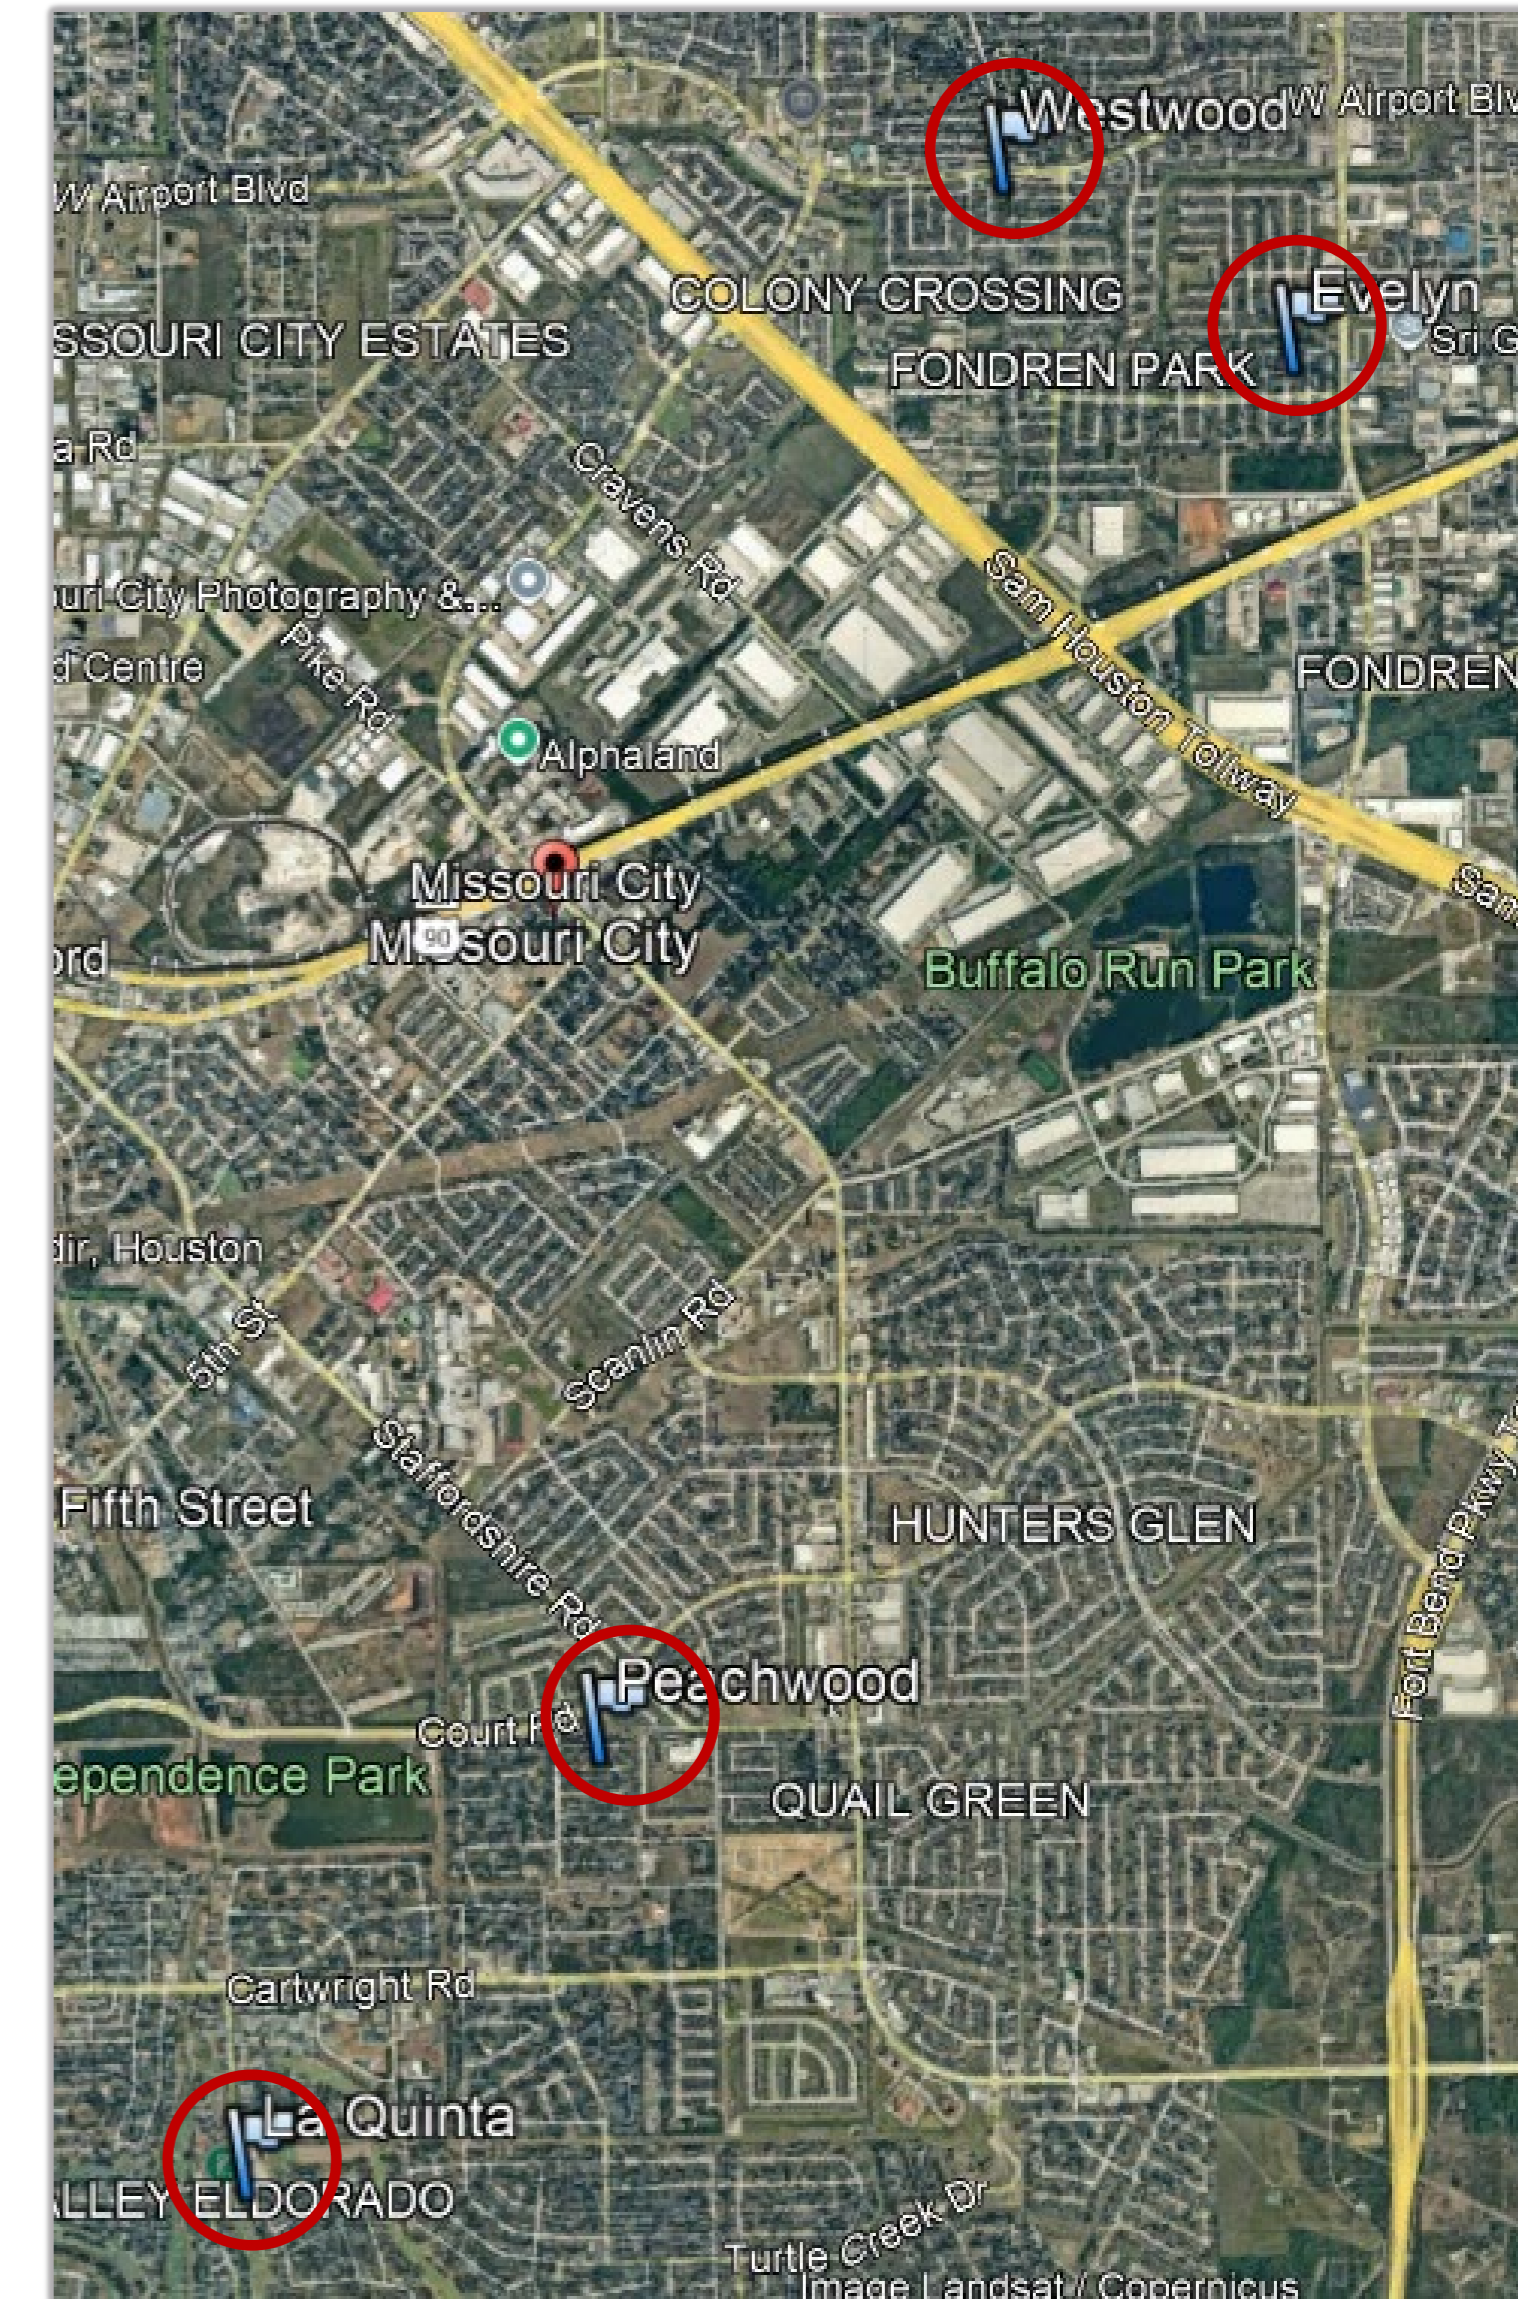 Westwood
W Airport Blv
W Airport Blvd
COLONY CROSSING
Evelyn
SSOURI CITY ESTATES
Sri G
FONDREN PARK
a Rd
Cravens Rd
Sam Houston Tollway
uri City Photography &...
Pike Rd
d Centre
FONDREN
Alphaland
Missouri City
Sam
90
Missouri City
ord
Buffalo Run Park
dir, Houston
5th St
Scanlin Rd
Staffordshire Rd
Fifth Street
HUNTERS GLEN
Fort Bend Pkwy T
Peachwood
Court Rd
ependence Park
QUAIL GREEN
Cartwright Rd
La Quinta
ALLEY ELDORADO
Turtle Creek Dr
Image Landsat / Copernicus